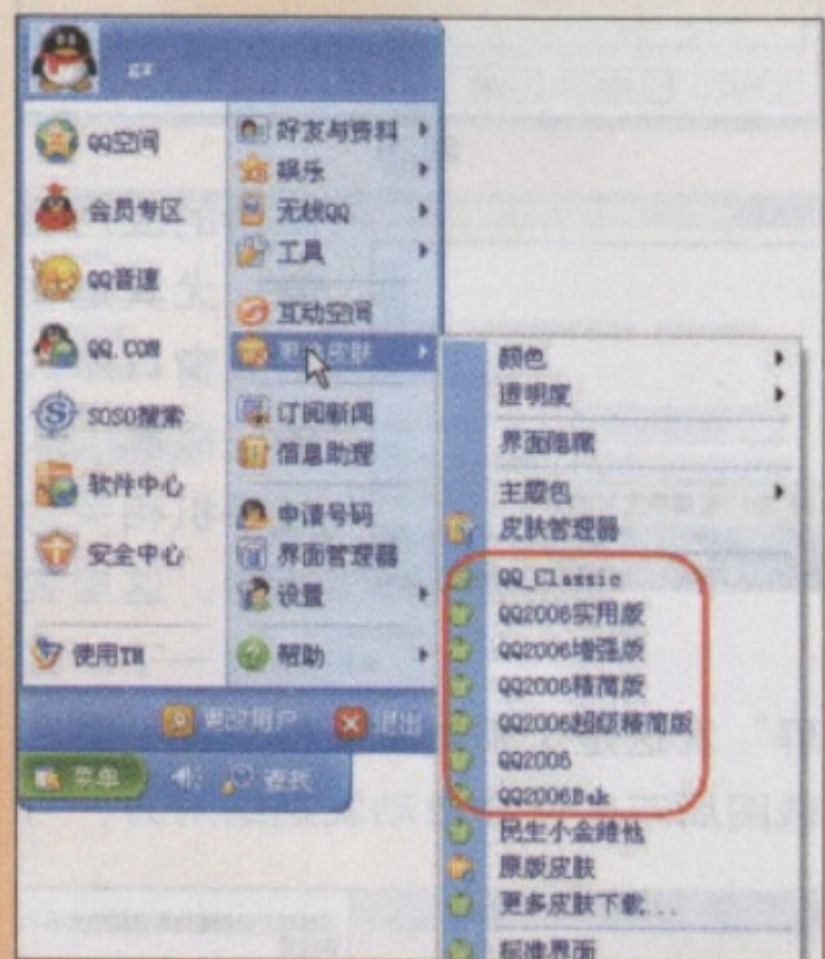 QQ空间
会员专区
QQ音速
QQ.COM
SOSO搜索
软件中心
安全中心
使用TM
好友与资料
娱乐
无线QQ
工具
互动空间
更改皮肤
订阅新闻
信息助理
申请号码
界面管理器
设置
帮助
更改用户
退出
菜单
查找
颜色
透明度
界面隐藏
主题包
皮肤管理器
QQ_Classic
QQ2006实用版
QQ2006增强版
QQ2006精简版
QQ2006超级精简版
QQ2006
QQ2006Bak
民生小金维他
原版皮肤
更多皮肤下载...
标准界面